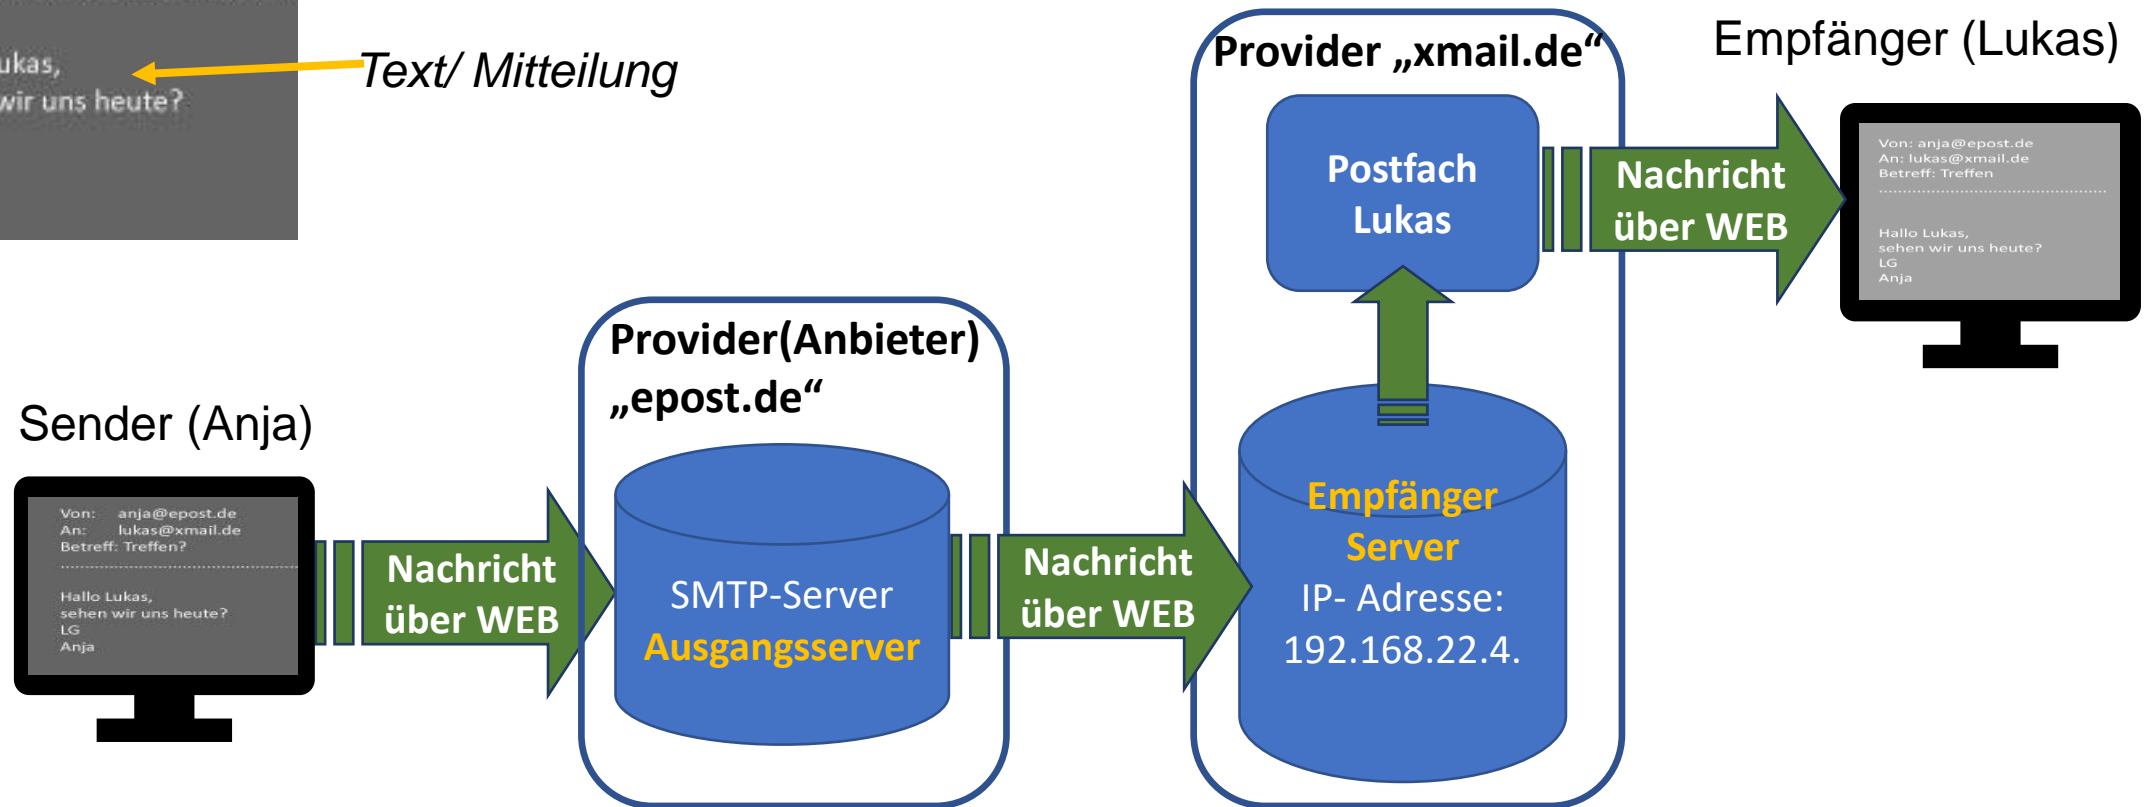 ukas,
wir uns heute?
Text/ Mitteilung
Sender (Anja)
Von: anja@epost.de
An: lukas@xmail.de
Betreff: Treffen?
Hallo Lukas,
sehen wir uns heute?
LG
Anja
Nachricht
über WEB
Provider(Anbieter)
„epost.de“
SMTP-Server
Ausgangsserver
Nachricht
über WEB
Provider „xmail.de“
Empfänger
Server
IP- Adresse:
192.168.22.4.
Postfach
Lukas
Nachricht
über WEB
Empfänger (Lukas)
Von: anja@epost.de
An: lukas@xmail.de
Betreff: Treffen
Hallo Lukas,
sehen wir uns heute?
LG
Anja